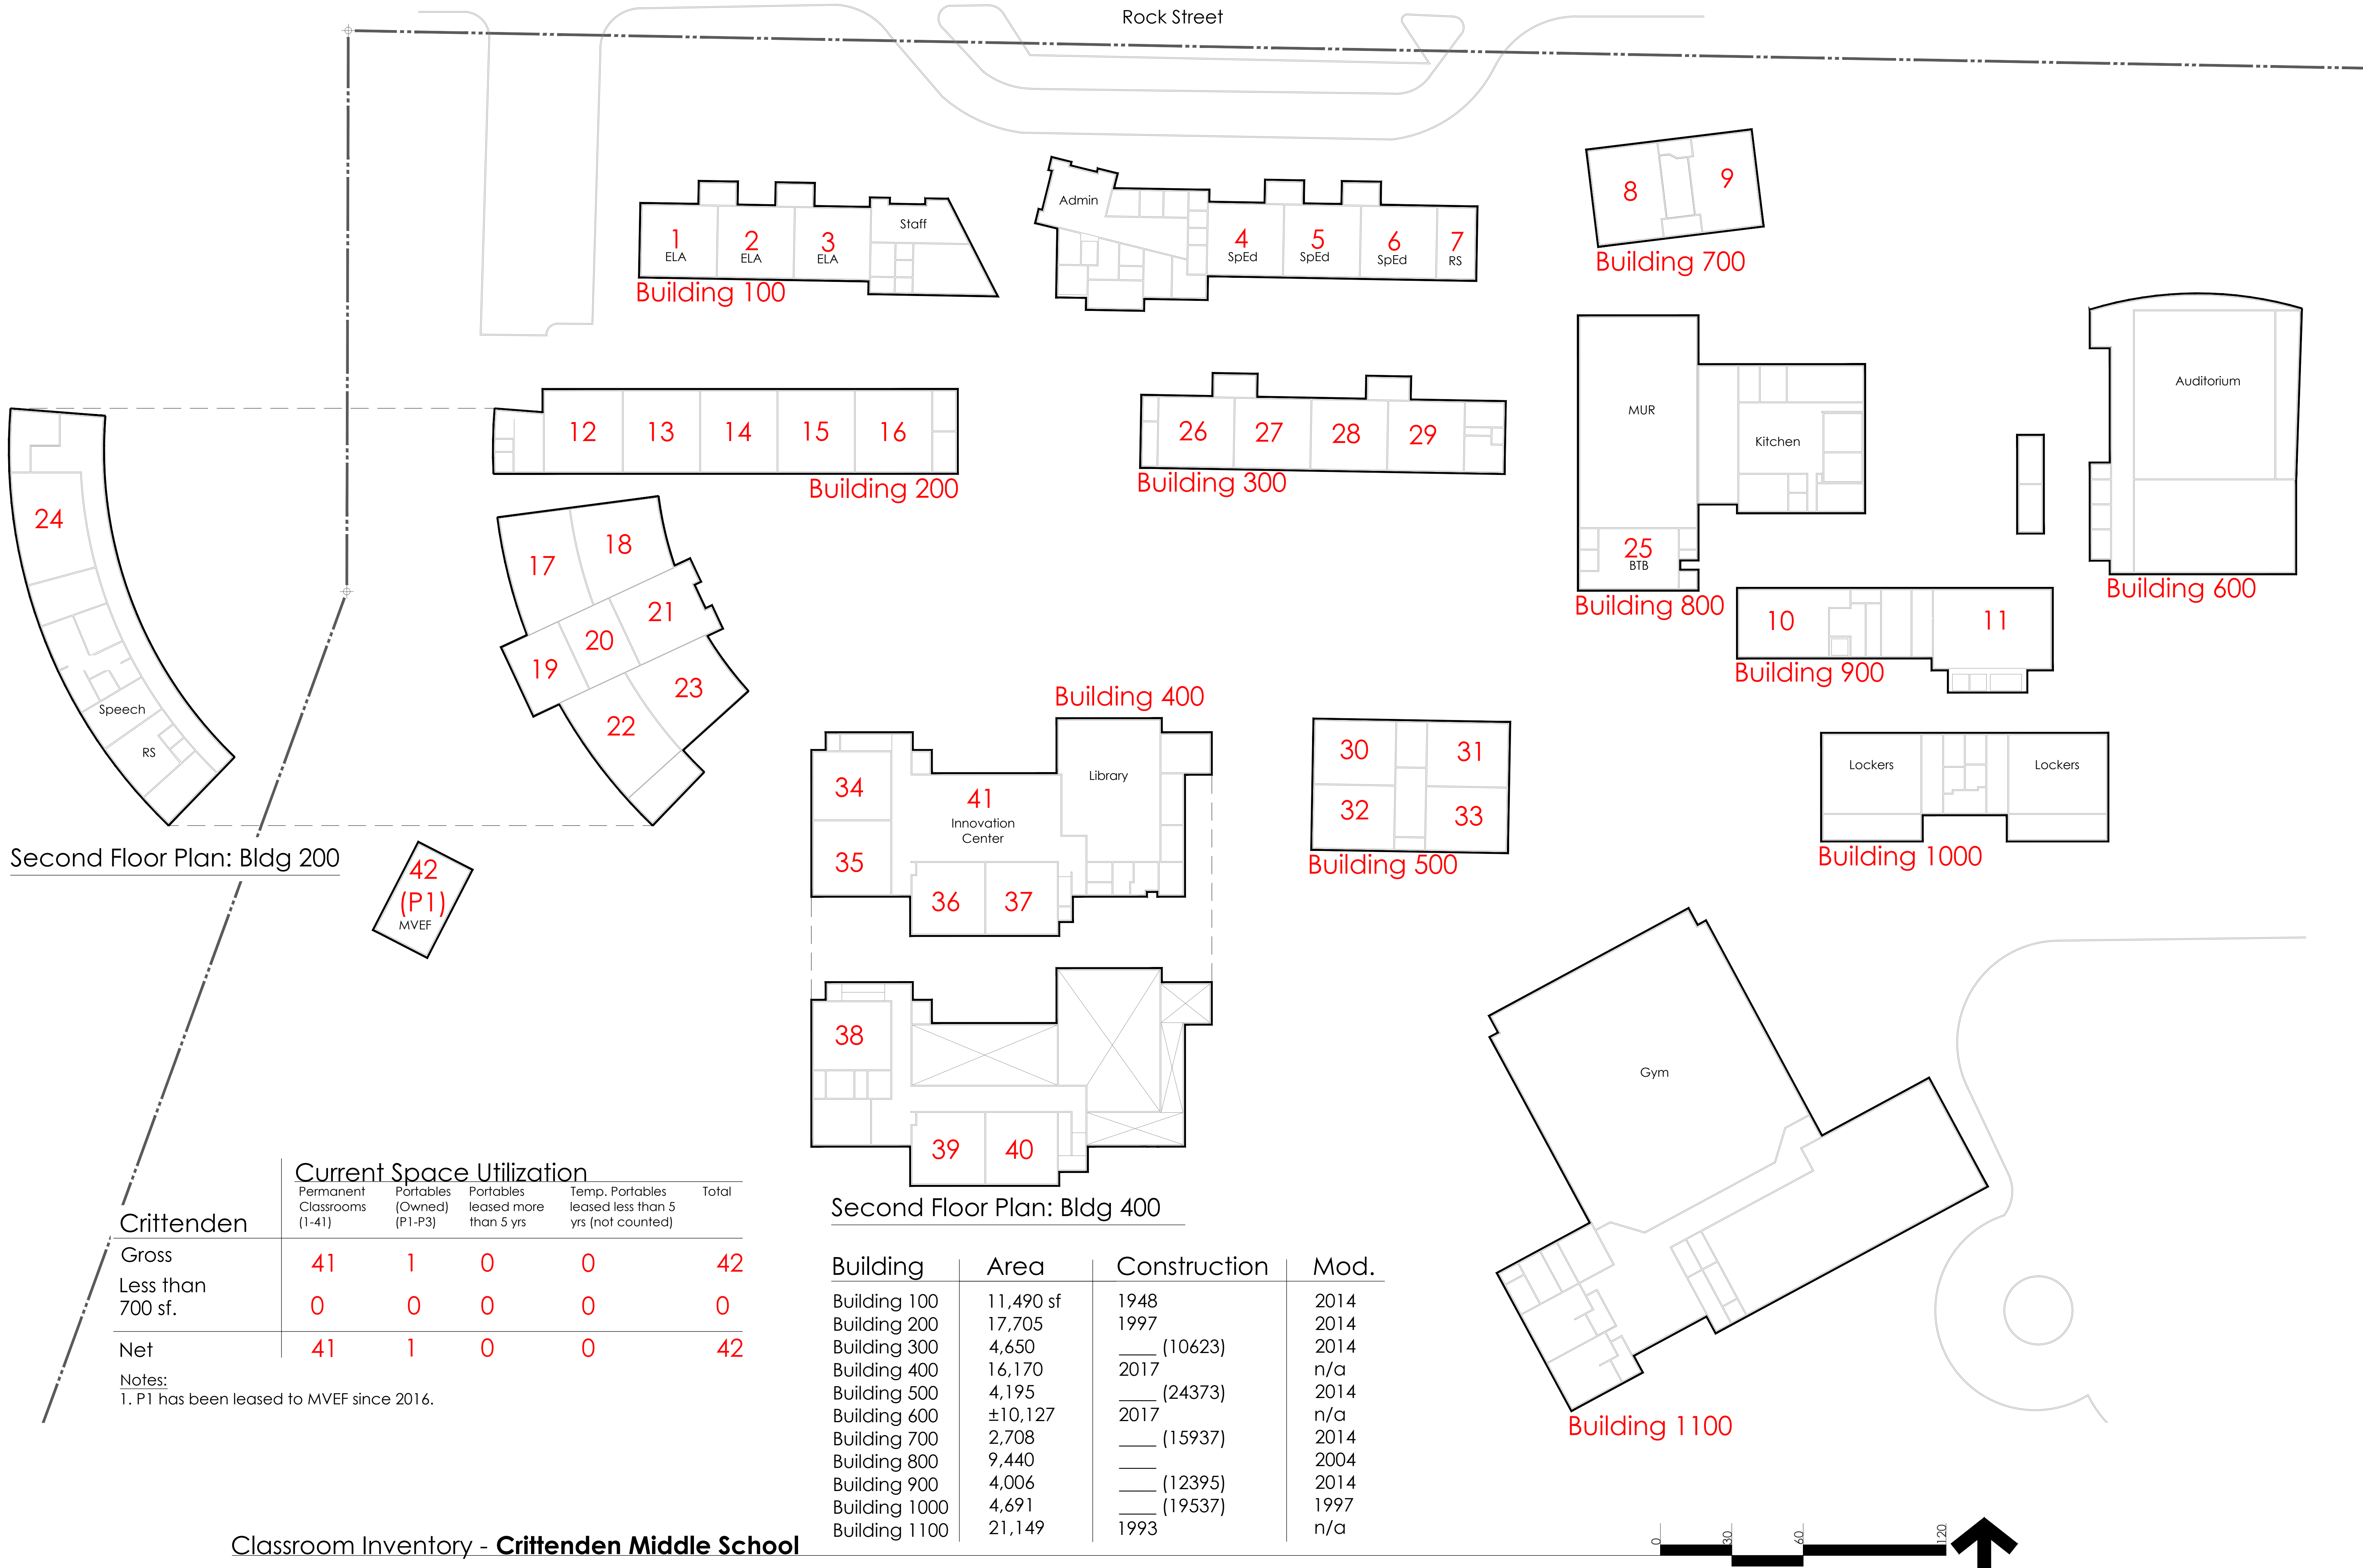 Rock Street
Admin
Staff
1
ELA
2
ELA
3
ELA
4
SpEd
5
SpEd
6
SpEd
7
RS
8
9
Building 100
Building 700
Auditorium
MUR
Kitchen
12
13
14
15
16
Building 200
26
27
28
29
Building 300
25
BTB
Building 800
Building 600
24
Speech
RS
Second Floor Plan: Bldg 200
17
18
19
20
21
22
23
10
11
Building 900
Building 400
34
35
41
Innovation
Center
Library
36
37
30
31
32
33
Building 500
Lockers
Lockers
Building 1000
42
(P1)
MVEF
38
39
40
Second Floor Plan: Bldg 400
Gym
Building 1100
Current Space Utilization
Crittenden
Permanent
Classrooms
(1-41)
Portables
(Owned)
(P1-P3)
Portables
leased more
than 5 yrs
Temp. Portables
leased less than 5
yrs (not counted)
Total
Gross 41 1 0 0 42
Less than
700 sf. 0 0 0 0 0
Net 41 1 0 0 42
Notes:
1. P1 has been leased to MVEF since 2016.
Building Area Construction Mod.
Building 100 11,490 sf 1948 2014
Building 200 17,705 1997 2014
Building 300 4,650 ____ (10623) 2014
Building 400 16,170 2017 n/a
Building 500 4,195 ____ (24373) 2014
Building 600 ±10,127 2017 n/a
Building 700 2,708 ____ (15937) 2014
Building 800 9,440 ____ 2004
Building 900 4,006 ____ (12395) 2014
Building 1000 4,691 ____ (19537) 1997
Building 1100 21,149 1993 n/a
Classroom Inventory - Crittenden Middle School
0 30 60 120